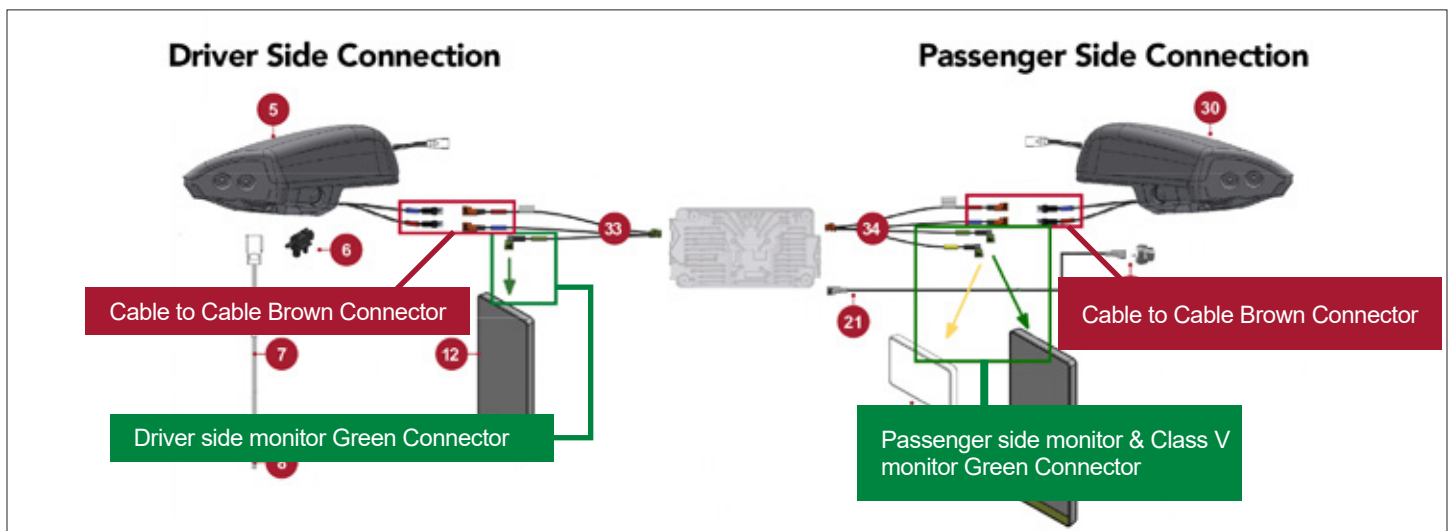 Driver Side Connection
Passenger Side Connection
5
30
33
34
6
Cable to Cable Brown Connector
21
Cable to Cable Brown Connector
7
12
Driver side monitor Green Connector
Passenger side monitor & Class V
monitor Green Connector
8